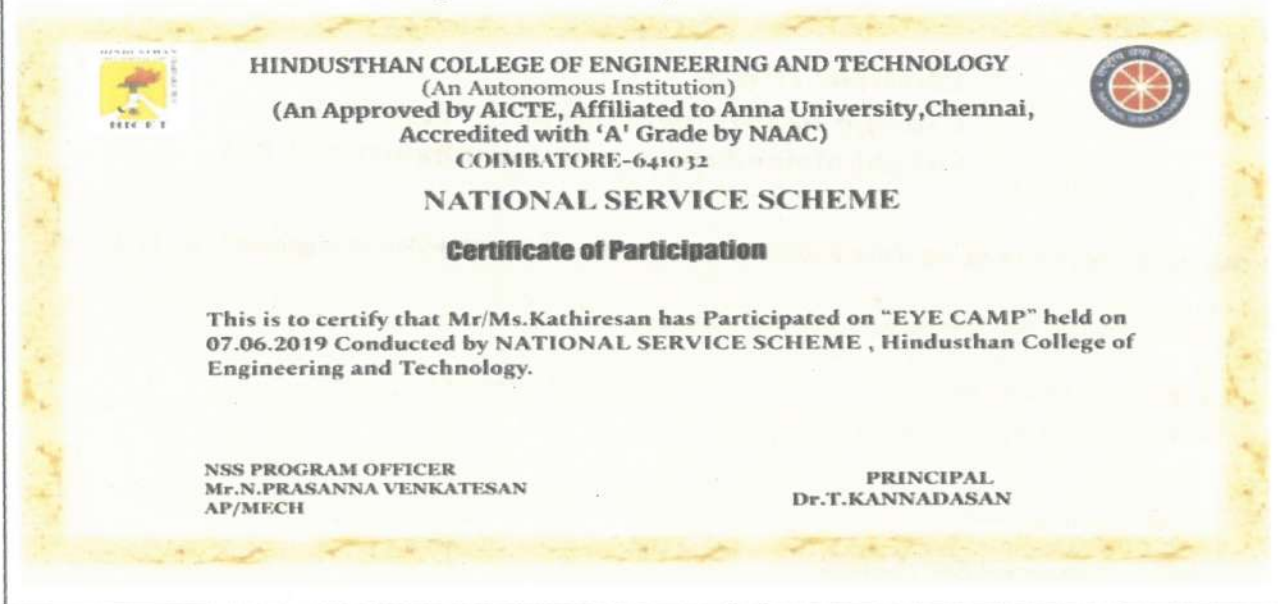 HINDUSTHAN
HINDUSTHAN COLLEGE OF ENGINEERING AND TECHNOLOGY
(An Autonomous Institution)
(An Approved by AICTE, Affiliated to Anna University,Chennai,
Accredited with ‘A' Grade by NAAC)
COIMBATORE-641032
NATIONAL SERVICE SCHEME
Certificate of Participation
This is to certify that Mr/Ms.Kathiresan has Participated on “EYE CAMP” held on
07.06.2019 Conducted by NATIONAL SERVICE SCHEME , Hindusthan College of
Engineering and Technology.
NSS PROGRAM OFFICER
Mr.N.PRASANNA VENKATESAN
AP/MECH
PRINCIPAL
Dr.T.KANNADASAN